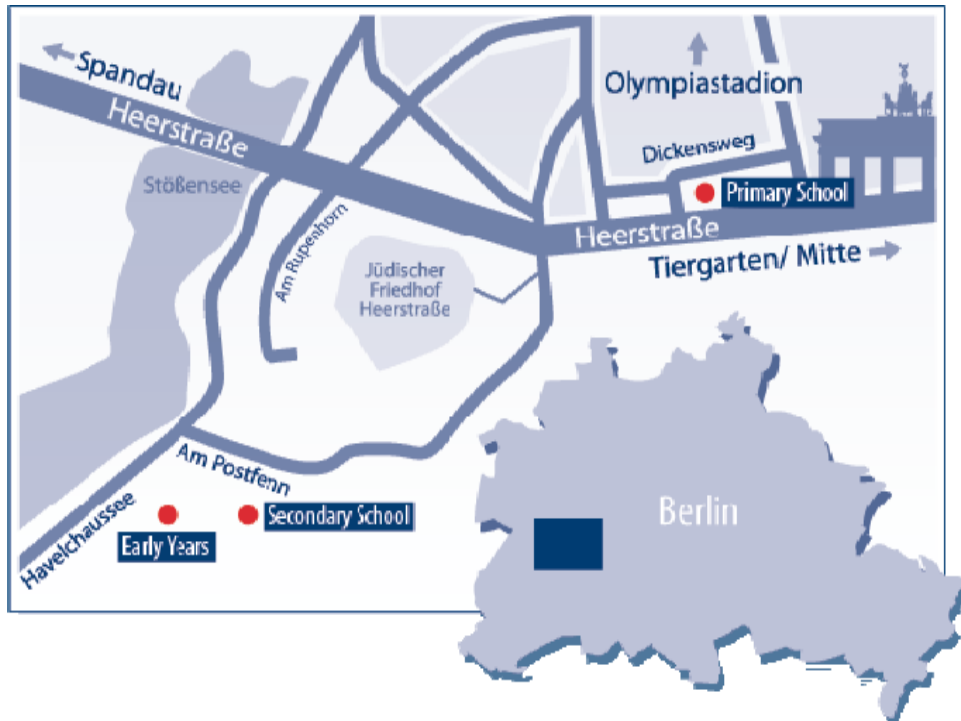 Spandau
Olympiastadion
Heerstraße
Dickensweg
Stößensee
Primary School
Am Rupenhorn
Heerstraße
Jüdischer
Friedhof
Heerstraße
Tiergarten/ Mitte
Am Postfenn
Havelchaussee
Secondary School
Early Years
Berlin